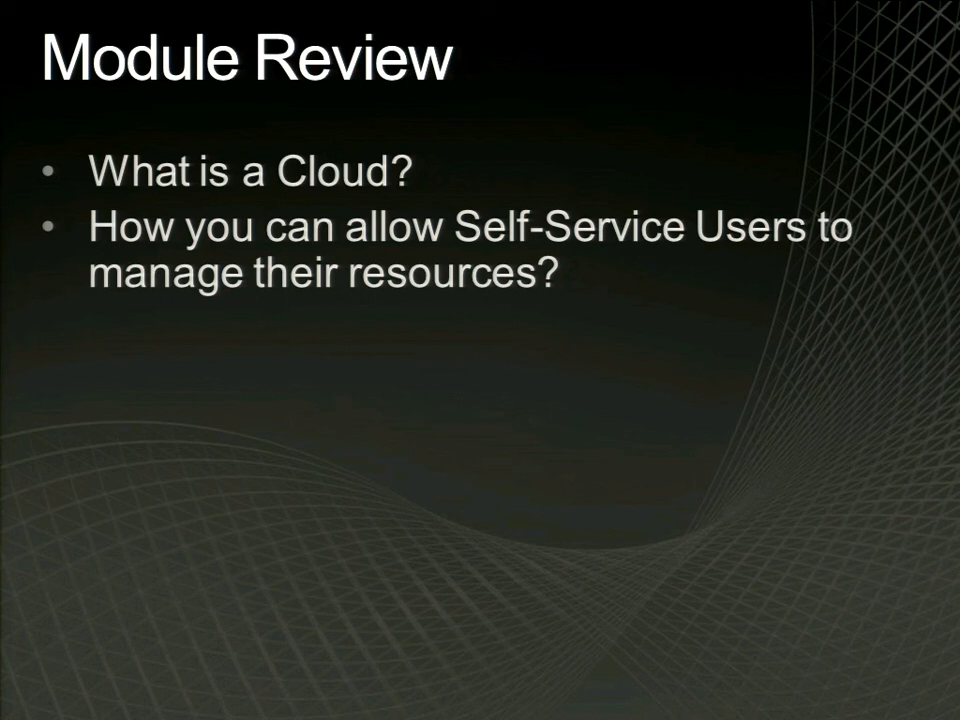 Module Review
• What is a Cloud?
• How you can allow Self-Service Users to
manage their resources?